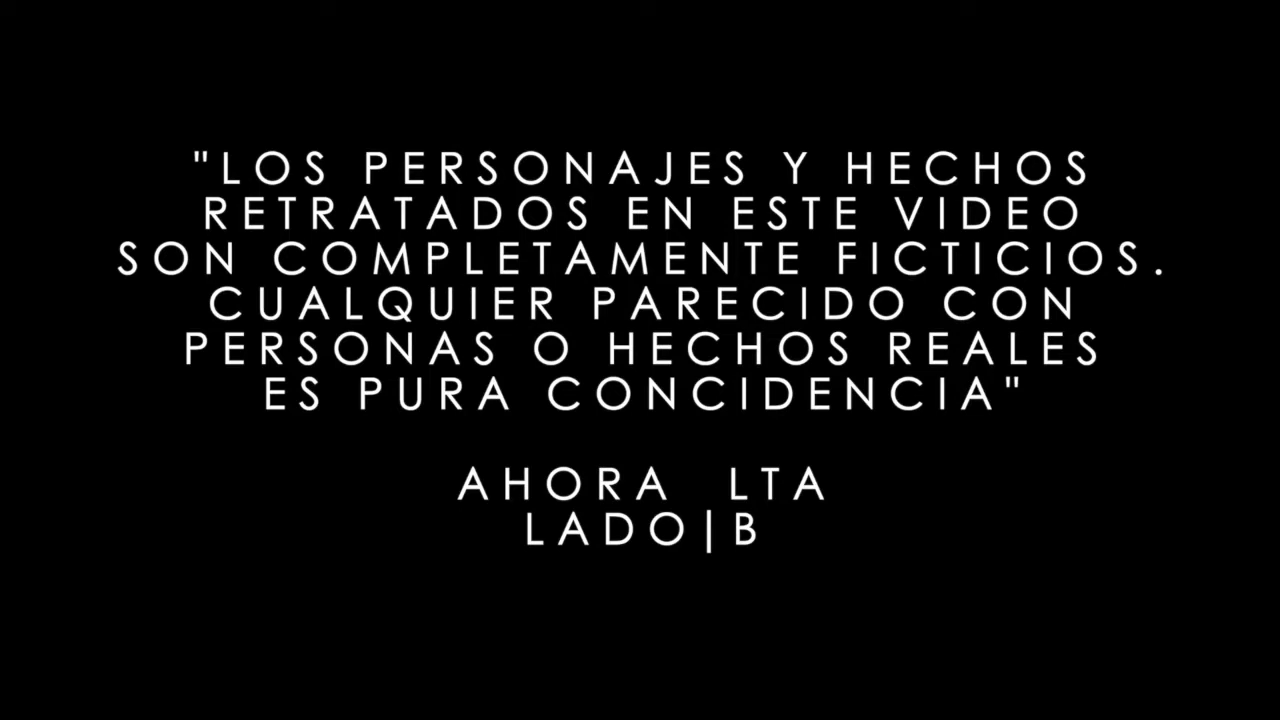 "LOS PERSONAJES Y HECHOS
RETRATADOS EN ESTE VIDEO
SON COMPLETAMENTE FICTICIOS.
CUALQUIER PARECIDO CON
PERSONAS O HECHOS REALES
ES PURA CONCIDENCIA"
AHORA LTA
LADO|B